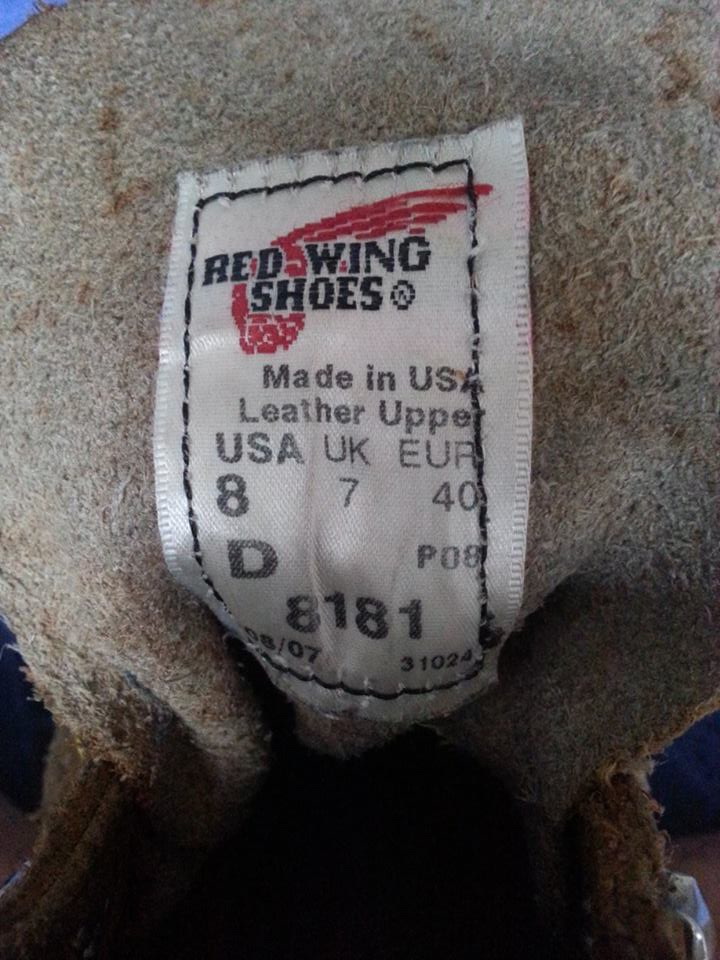 RED WING
SHOES ®
Made in USA
Leather Upper
USA UK EUR
8 7 40
D P08
8181
08/07 31024